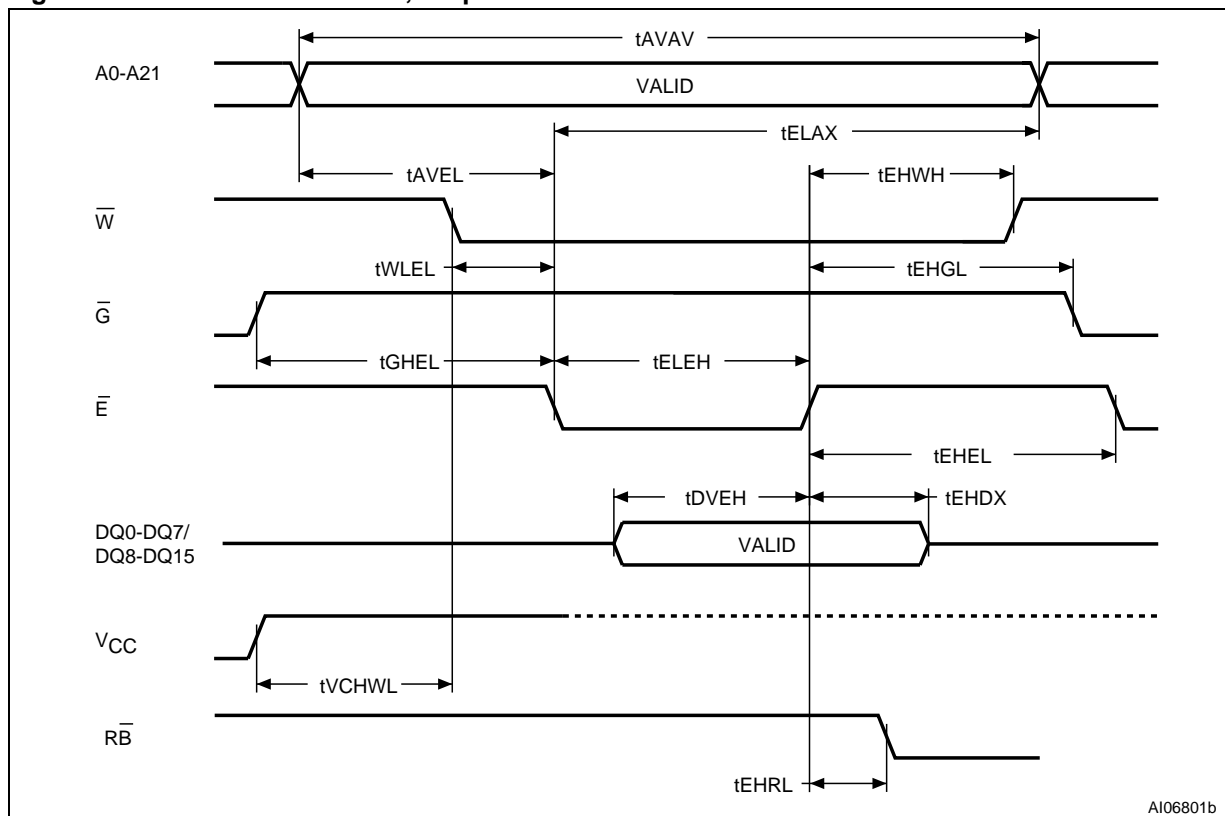 tAVAV
A0-A21
VALID
tELAX
tAVEL
tEHWH
W̅
tWLEL
tEHGL
G̅
tGHEL
tELEH
E̅
tEHEL
tDVEH
tEHDX
DQ0-DQ7/
DQ8-DQ15
VALID
VCC
tVCHWL
RB̅
tEHRL
AI06801b